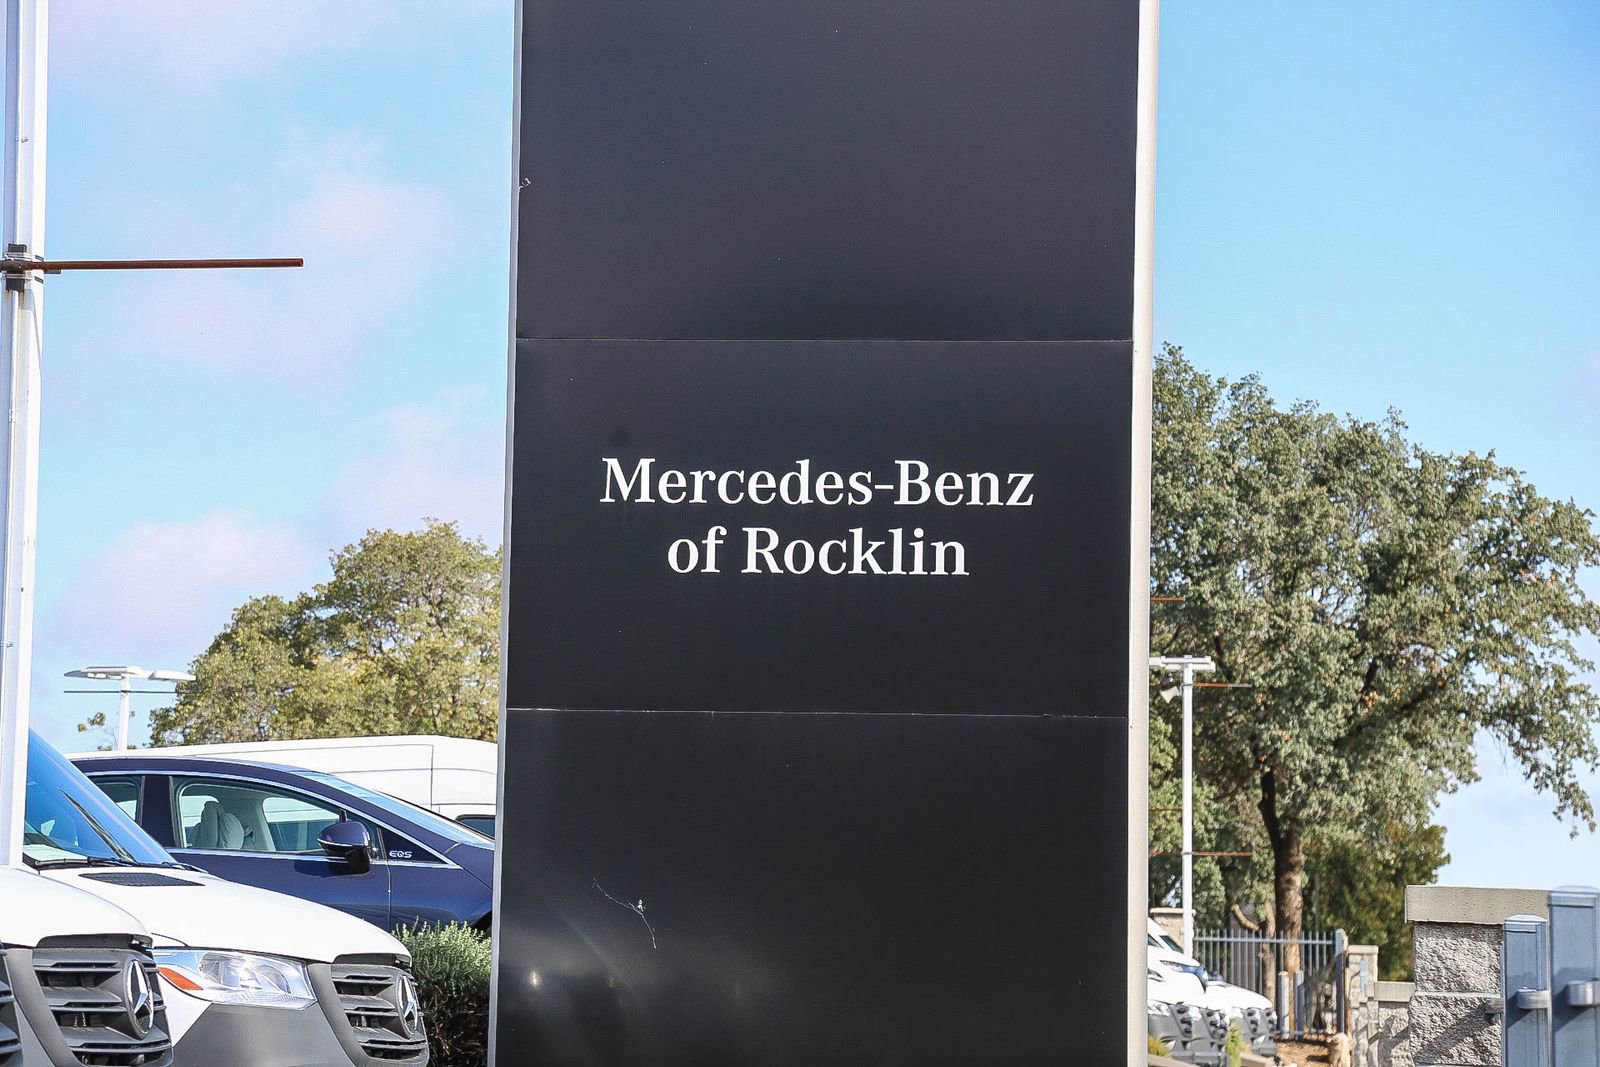 Mercedes-Benz
of Rocklin
EQS